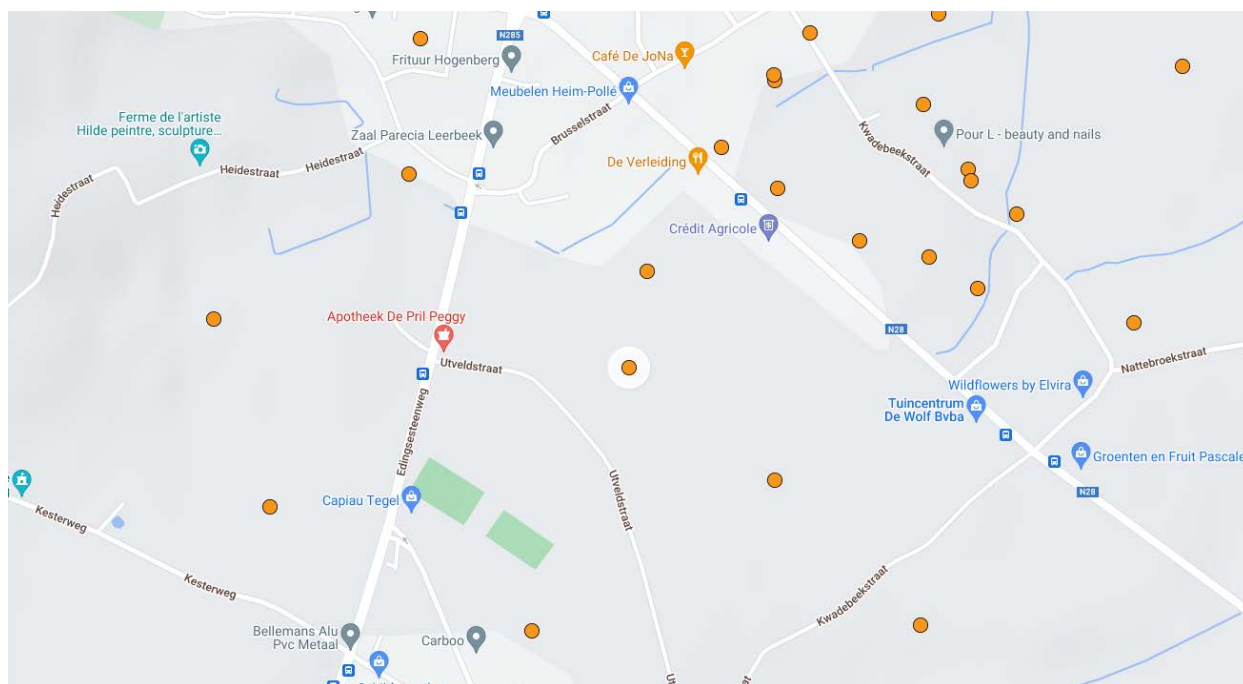 N285
Frituur Hogenberg
Café De JoNa
Meubelen Heim-Pollé
Ferme de l'artiste
Hilde peintre, sculpture...
Zaal Parecia Leerbeek
Brusselstraat
Pour L - beauty and nails
Kwadebeekstraat
De Verleiding
Heidestraat
Heidestraat
Heidestraat
Crédit Agricole
Apotheek De Pril Peggy
N28
Utveldstraat
Nattebroekstraat
Wildflowers by Elvira
Tuincentrum
De Wolf Bvba
Edingsesteenweg
Groenten en Fruit Pascale
Utveldstraat
N28
Capiau Tegel
Kesterweg
Kesterweg
Kwadebeekstraat
Bellemans Alu
Pvc Metaal
Carboo